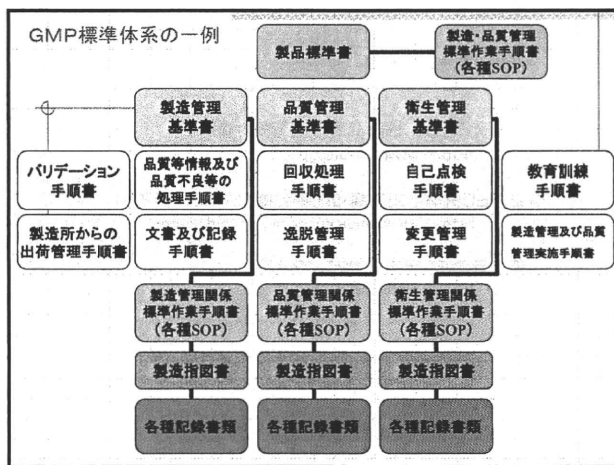 GMP標準体系の一例
製品標準書
製造・品質管理
標準作業手順書
(各種SOP)
製造管理
基準書
品質管理
基準書
衛生管理
基準書
バリデーション
手順書
品質等情報及び
品質不良等の
処理手順書
回収処理
手順書
自己点検
手順書
教育訓練
手順書
製造所からの
出荷管理手順書
文書及び記録
手順書
逸脱管理
手順書
変更管理
手順書
製造管理及び品質
管理実施手順書
製造管理関係
標準作業手順書
(各種SOP)
品質管理関係
標準作業手順書
(各種SOP)
衛生管理関係
標準作業手順書
(各種SOP)
製造指図書
製造指図書
製造指図書
各種記録書類
各種記録書類
各種記録書類